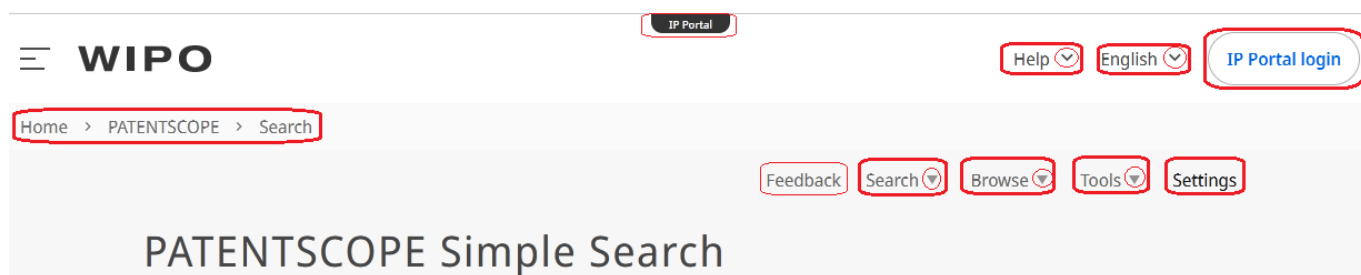 IP Portal
WIPO Help English IP Portal login
Home > PATENTSCOPE > Search
Feedback Search Browse Tools Settings
PATENTSCOPE Simple Search